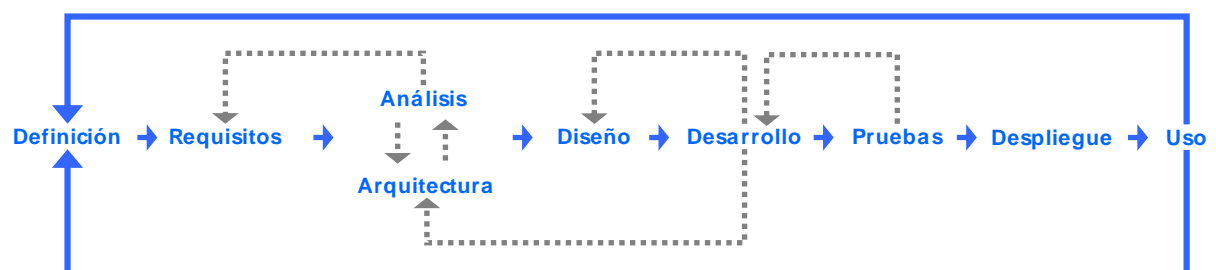 Análisis
Definición
Requisitos
Diseño
Desarrollo
Pruebas
Despliegue
Uso
Arquitectura